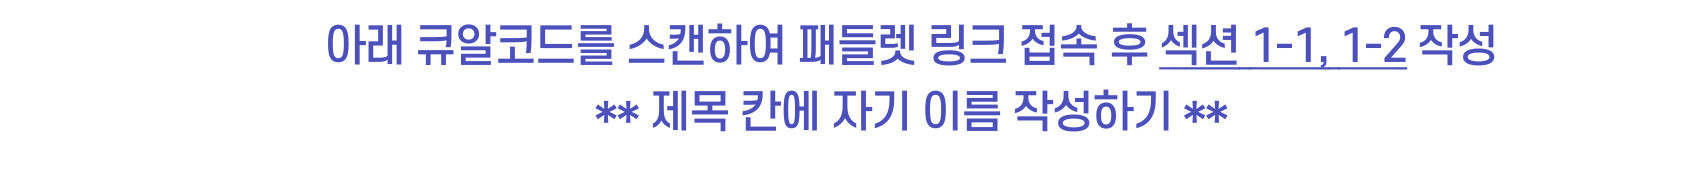 아래 큐알코드를 스캔하여 패들렛 링크 접속 후 섹션 1-1, 1-2 작성
** 제목 칸에 자기 이름 작성하기 **